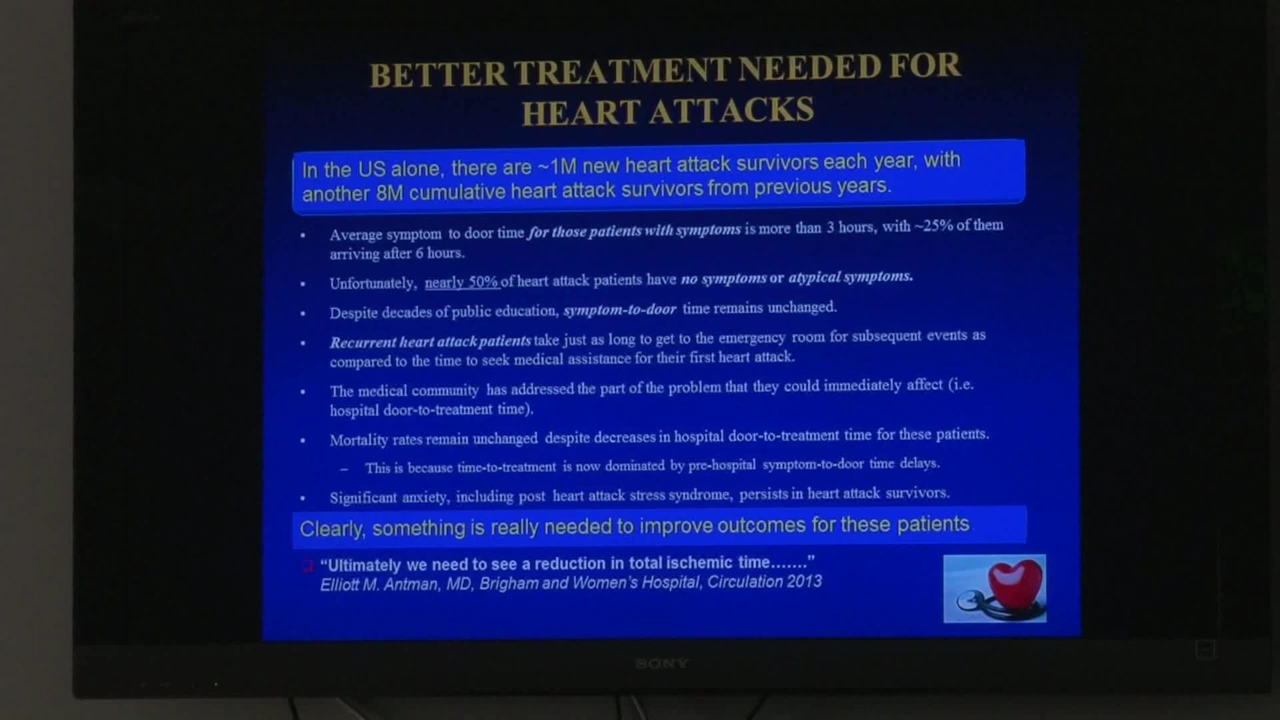 BETTER TREATMENT NEEDED FOR
HEART ATTACKS
In the US alone, there are ~1M new heart attack survivors each year, with
another 8M cumulative heart attack survivors from previous years.
• Average symptom to door time for those patients with symptoms is more than 3 hours, with ~25% of them
arriving after 6 hours.
• Unfortunately, nearly 50% of heart attack patients have no symptoms or atypical symptoms.
• Despite decades of public education, symptom-to-door time remains unchanged.
• Recurrent heart attack patients take just as long to get to the emergency room for subsequent events as
compared to the time to seek medical assistance for their first heart attack.
• The medical community has addressed the part of the problem that they could immediately affect (i.e.
hospital door-to-treatment time).
• Mortality rates remain unchanged despite decreases in hospital door-to-treatment time for these patients.
– This is because time-to-treatment is now dominated by pre-hospital symptom-to-door time delays.
• Significant anxiety, including post heart attack stress syndrome, persists in heart attack survivors.
Clearly, something is really needed to improve outcomes for these patients
❑ “Ultimately we need to see a reduction in total ischemic time.......”
Elliott M. Antman, MD, Brigham and Women’s Hospital, Circulation 2013
SONY